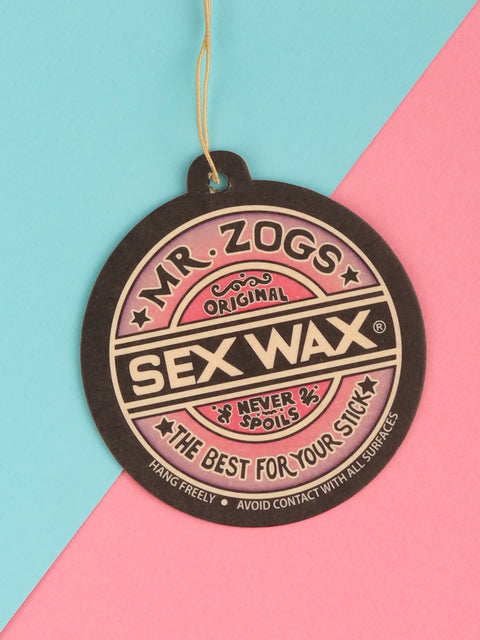 MR. ZOGS
ORIGINAL
SEX WAX®
NEVER
SPOILS
THE BEST FOR YOUR STICK
HANG FREELY • AVOID CONTACT WITH ALL SURFACES